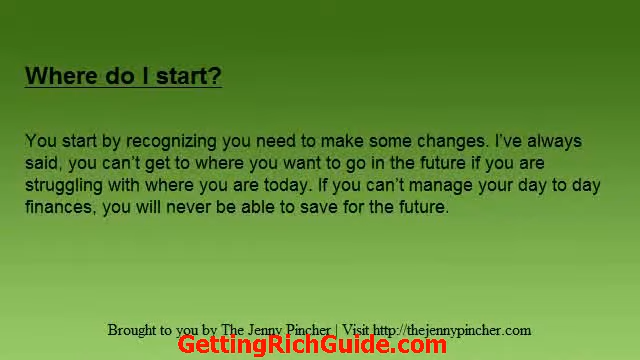 Where do I start?
You start by recognizing you need to make some changes. I've always
said, you can't get to where you want to go in the future if you are
struggling with where you are today. If you can't manage your day to day
finances, you will never be able to save for the future.
Brought to you by The Jenny Pincher | Visit http://thejennypincher.com
GettingRichGuide.com